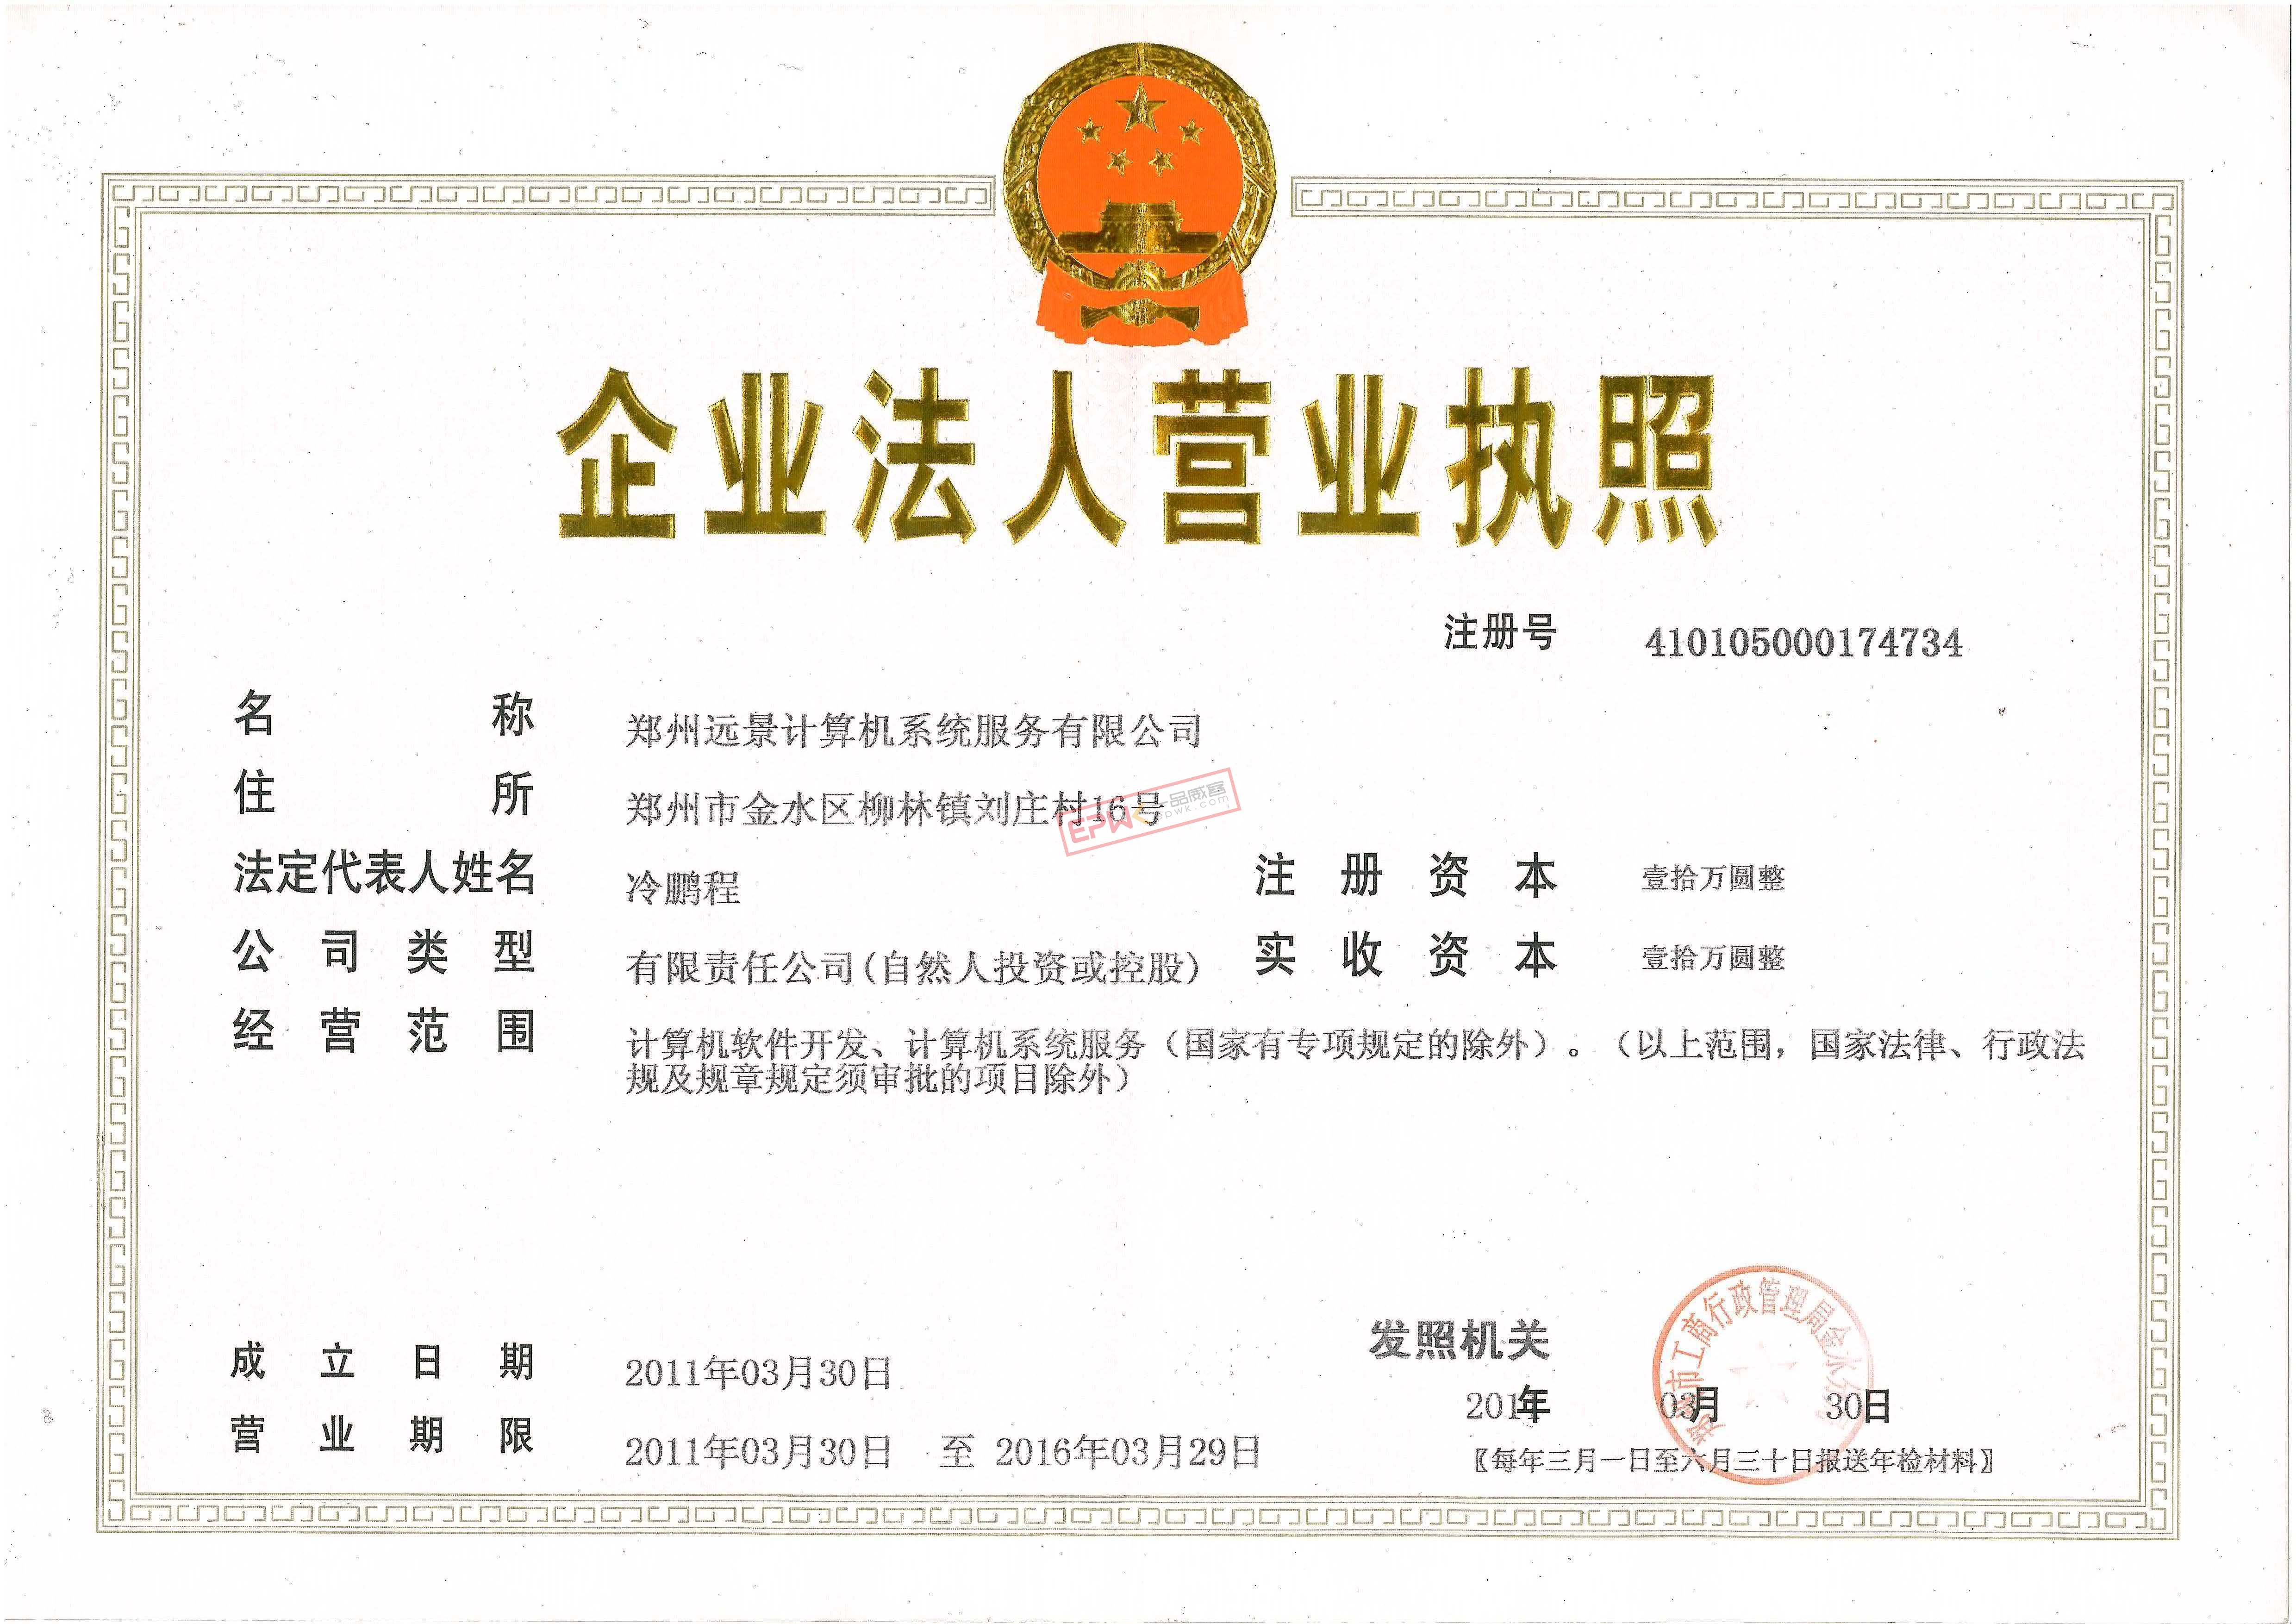 企业法人营业执照
注册号 410105000174734
名称 郑州远景计算机系统服务有限公司
住所 郑州市金水区柳林镇刘庄村16号
EPWK 一品威客
epwk.com
法定代表人姓名 冷鹏程 注册资本 壹拾万圆整
公司类型 有限责任公司(自然人投资或控股) 实收资本 壹拾万圆整
经营范围 计算机软件开发、计算机系统服务（国家有专项规定的除外）。（以上范围，国家法律、行政法
规及规章规定须审批的项目除外）
发照机关
郑州市工商行政管理局金水
成立日期 2011年03月30日
2011年 03月 30日
营业期限 2011年03月30日 至 2016年03月29日
〖每年三月一日至六月三十日报送年检材料〗